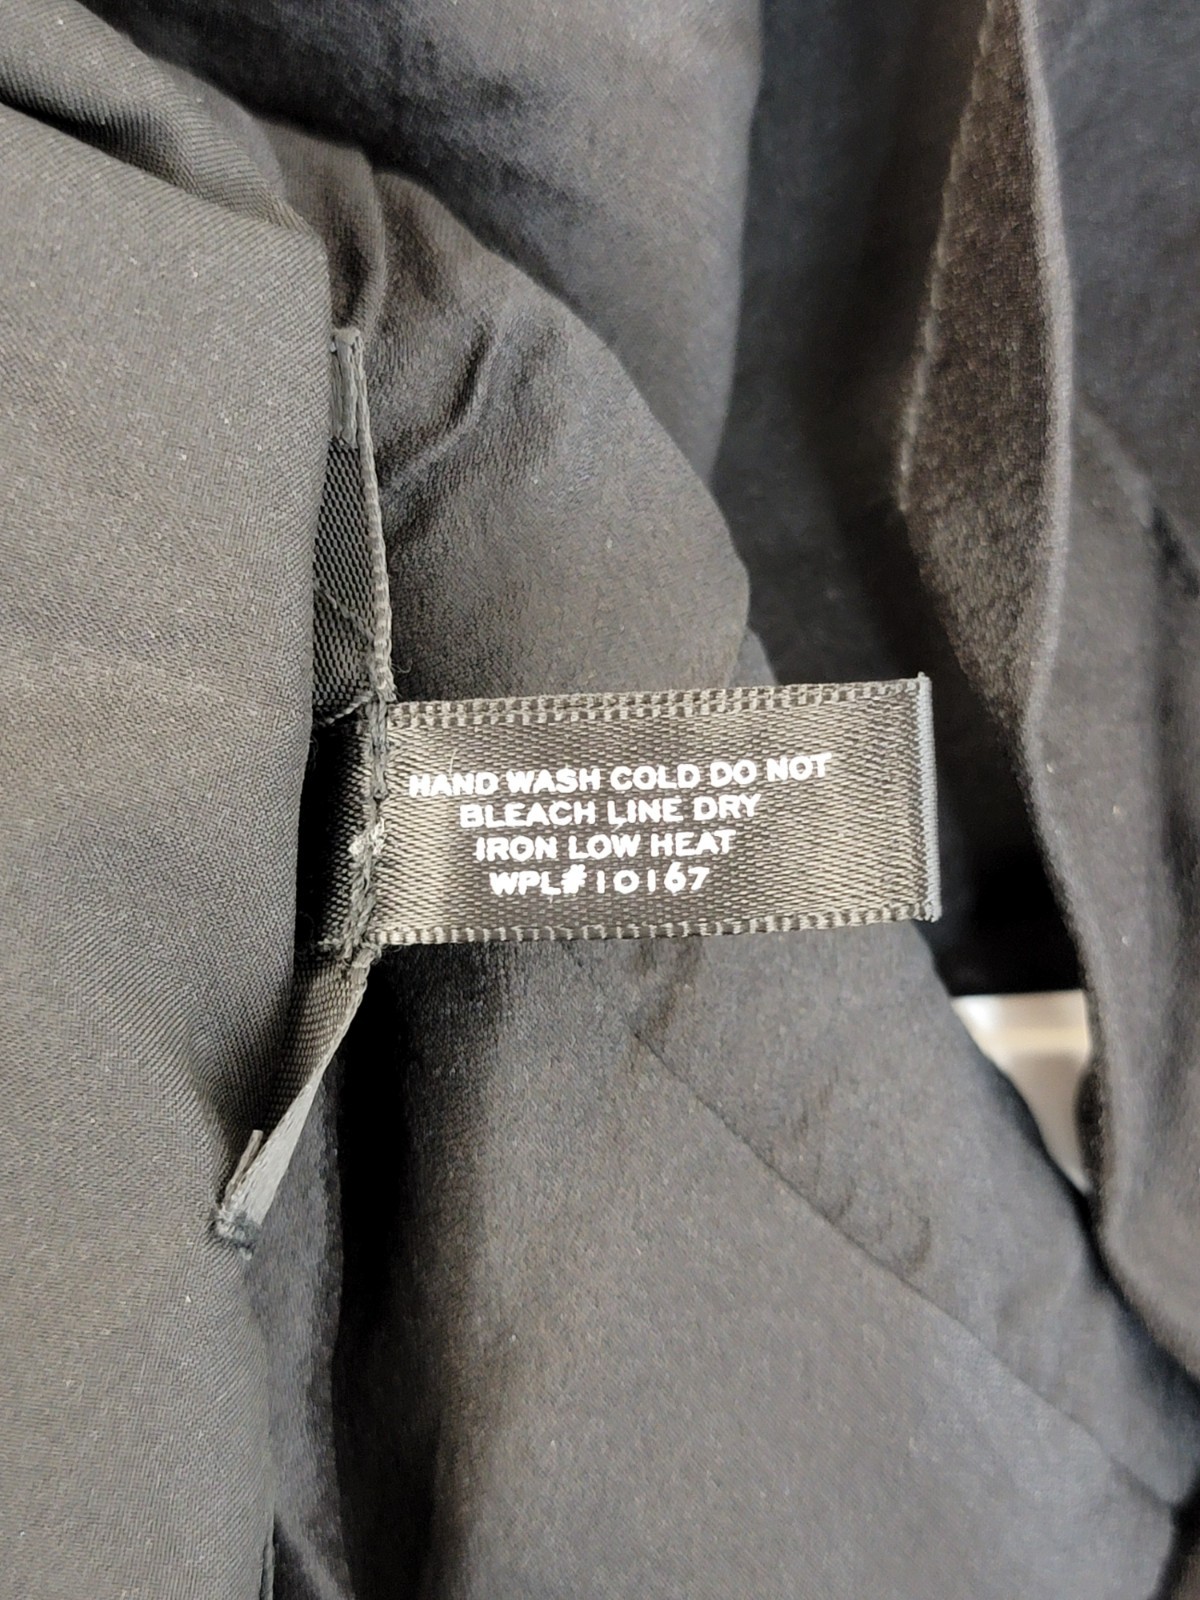 HAND WASH COLD DO NOT
BLEACH LINE DRY
IRON LOW HEAT
WPL#10167